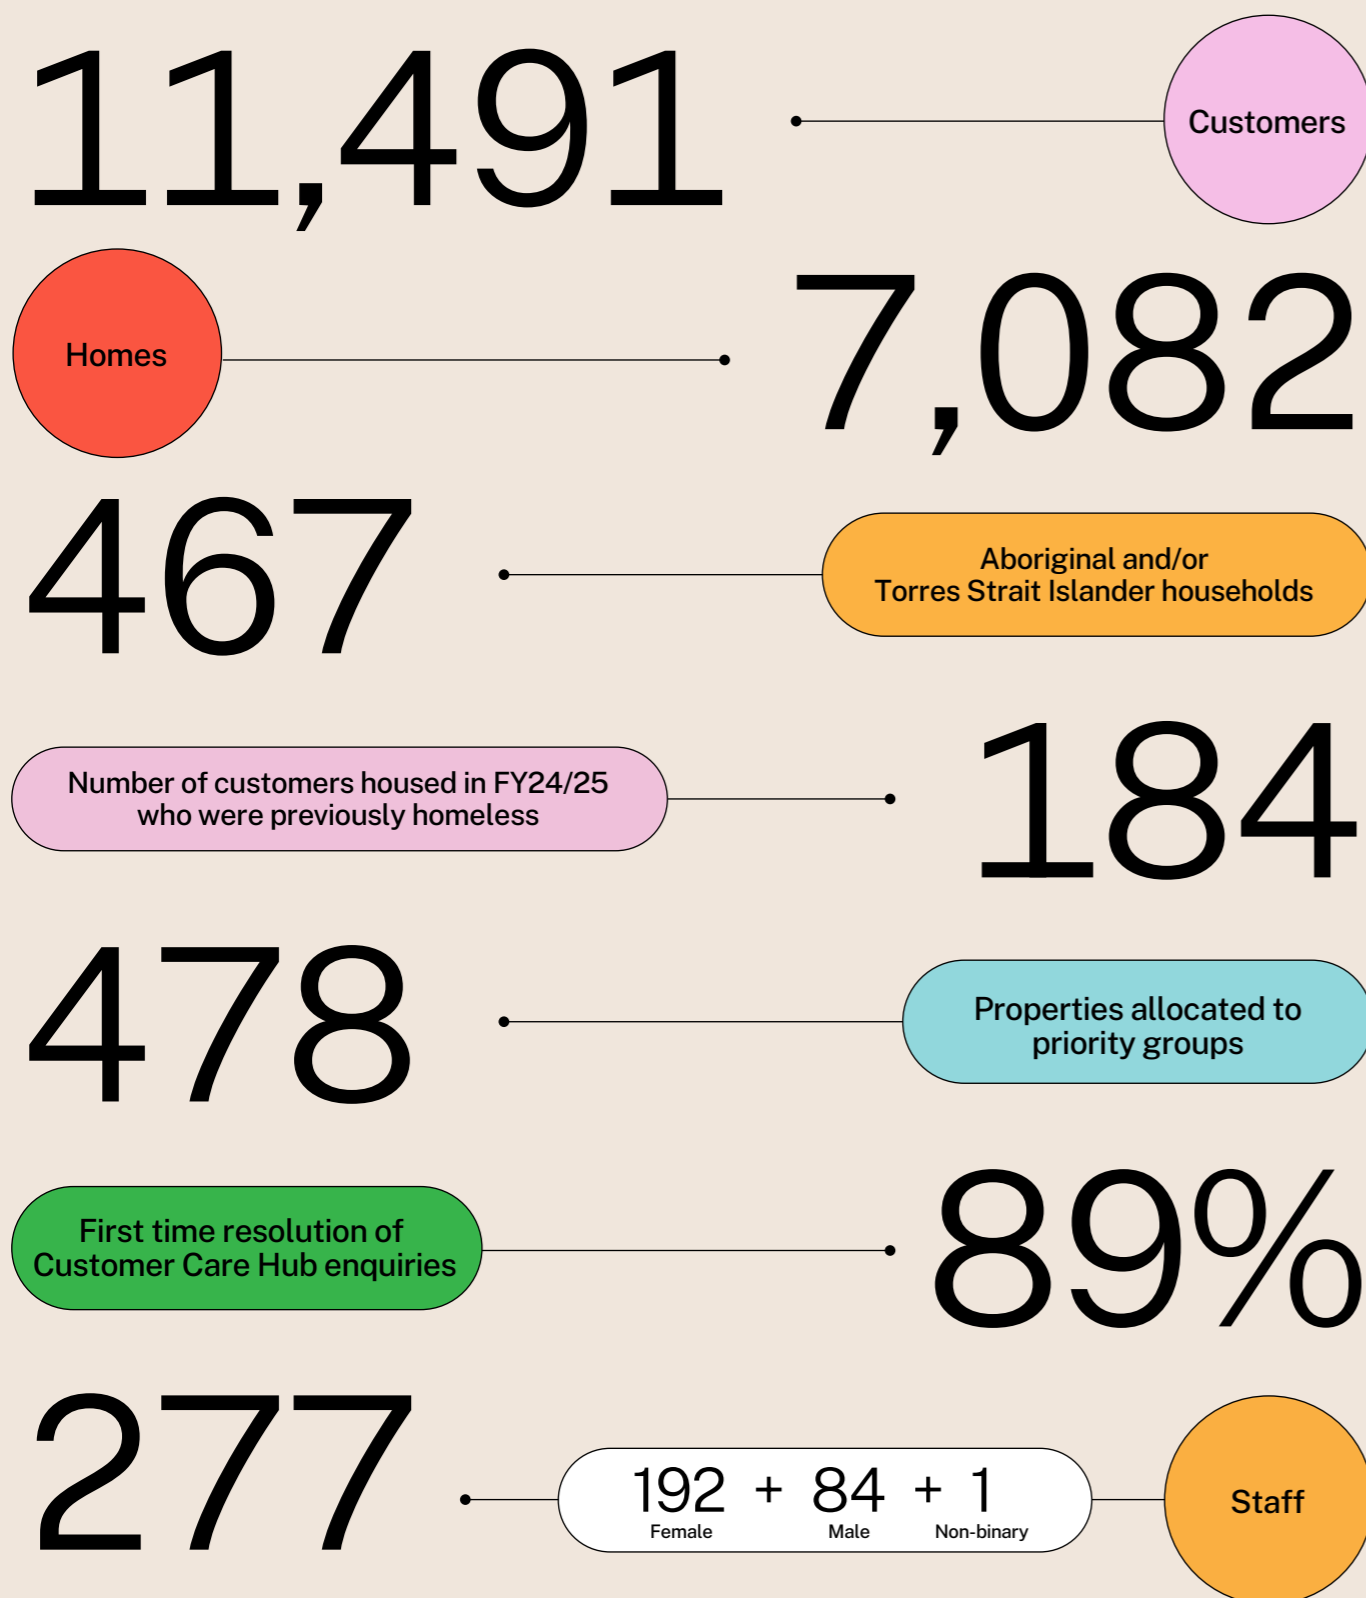 11,491
Customers
Homes
7,082
467
Aboriginal and/or
Torres Strait Islander households
Number of customers housed in FY24/25
who were previously homeless
184
478
Properties allocated to
priority groups
First time resolution of
Customer Care Hub enquiries
89%
277
192 + 84 + 1
Female Male Non-binary
Staff